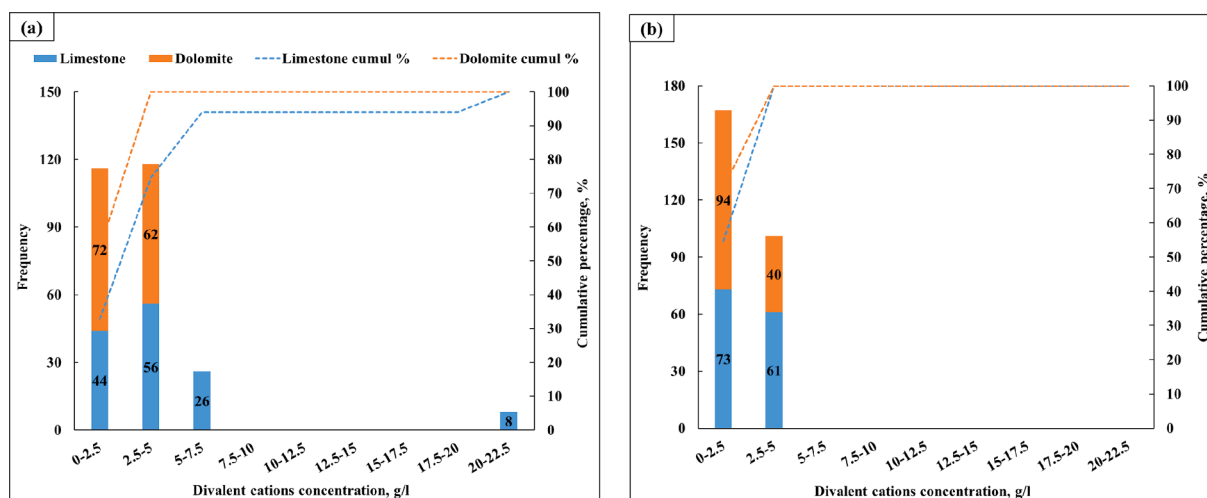 (a)
Limestone Dolomite Limestone cumul % Dolomite cumul %
150 100
90
120 80
70
90 60
50
60 40
30
30 20
10
0 0
72 62
44 56 26 8
Frequency
Cumulative percentage, %
0-2.5 2.5-5 5-7.5 7.5-10 10-12.5 12.5-15 15-17.5 17.5-20 20-22.5
Divalent cations concentration, g/l
(b)
180 100
150 90
80
120 70
60
90 50
40
60 30
20
30 10
0 0
94 40
73 61
Frequency
Cumulative percentage, %
0-2.5 2.5-5 5-7.5 7.5-10 10-12.5 12.5-15 15-17.5 17.5-20 20-22.5
Divalent cations concentration, g/l